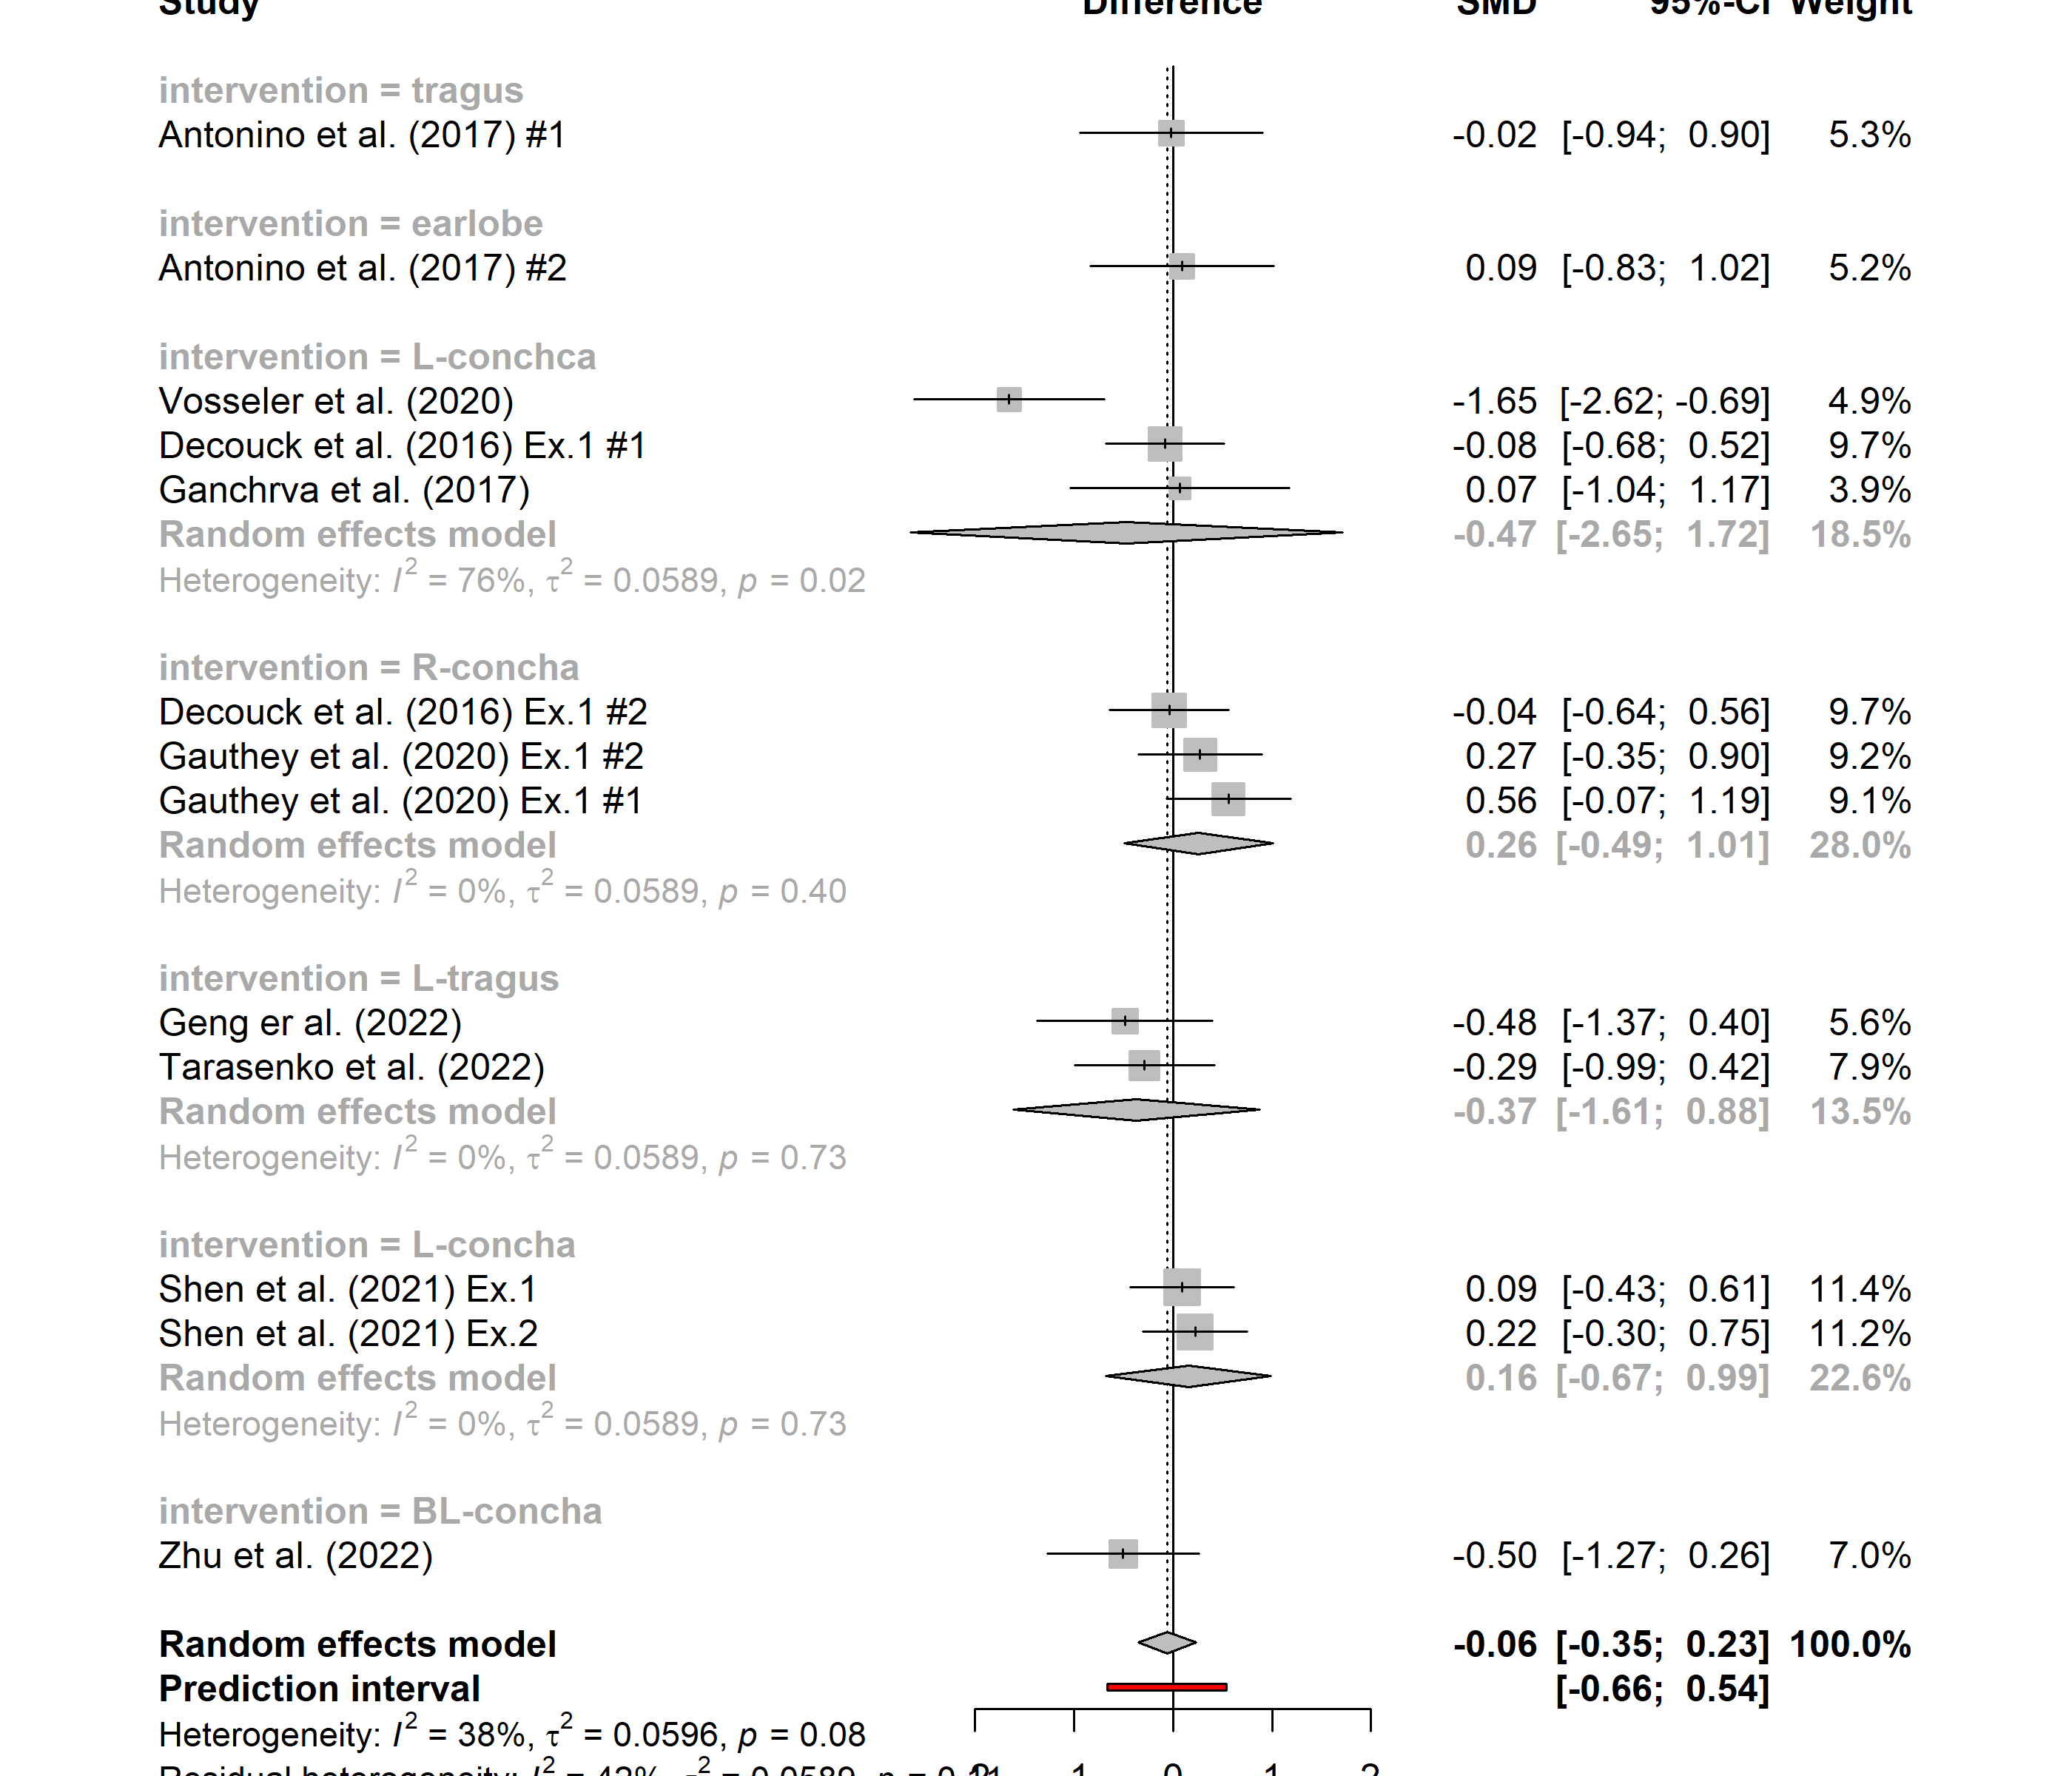 Study Difference SMD 95%-CI Weight
intervention = tragus
Antonino et al. (2017) #1 -0.02 [-0.94; 0.90] 5.3%
intervention = earlobe
Antonino et al. (2017) #2 0.09 [-0.83; 1.02] 5.2%
intervention = L-conchca
Vosseler et al. (2020) -1.65 [-2.62; -0.69] 4.9%
Decouck et al. (2016) Ex.1 #1 -0.08 [-0.68; 0.52] 9.7%
Ganchrva et al. (2017) 0.07 [-1.04; 1.17] 3.9%
Random effects model -0.47 [-2.65; 1.72] 18.5%
Heterogeneity: I² = 76%, τ² = 0.0589, p = 0.02
intervention = R-concha
Decouck et al. (2016) Ex.1 #2 -0.04 [-0.64; 0.56] 9.7%
Gauthey et al. (2020) Ex.1 #2 0.27 [-0.35; 0.90] 9.2%
Gauthey et al. (2020) Ex.1 #1 0.56 [-0.07; 1.19] 9.1%
Random effects model 0.26 [-0.49; 1.01] 28.0%
Heterogeneity: I² = 0%, τ² = 0.0589, p = 0.40
intervention = L-tragus
Geng er al. (2022) -0.48 [-1.37; 0.40] 5.6%
Tarasenko et al. (2022) -0.29 [-0.99; 0.42] 7.9%
Random effects model -0.37 [-1.61; 0.88] 13.5%
Heterogeneity: I² = 0%, τ² = 0.0589, p = 0.73
intervention = L-concha
Shen et al. (2021) Ex.1 0.09 [-0.43; 0.61] 11.4%
Shen et al. (2021) Ex.2 0.22 [-0.30; 0.75] 11.2%
Random effects model 0.16 [-0.67; 0.99] 22.6%
Heterogeneity: I² = 0%, τ² = 0.0589, p = 0.73
intervention = BL-concha
Zhu et al. (2022) -0.50 [-1.27; 0.26] 7.0%
Random effects model -0.06 [-0.35; 0.23] 100.0%
Prediction interval [-0.66; 0.54]
Heterogeneity: I² = 38%, τ² = 0.0596, p = 0.08
Residual heterogeneity: I² = 42%, τ² = 0.0589, 1 0 1 2